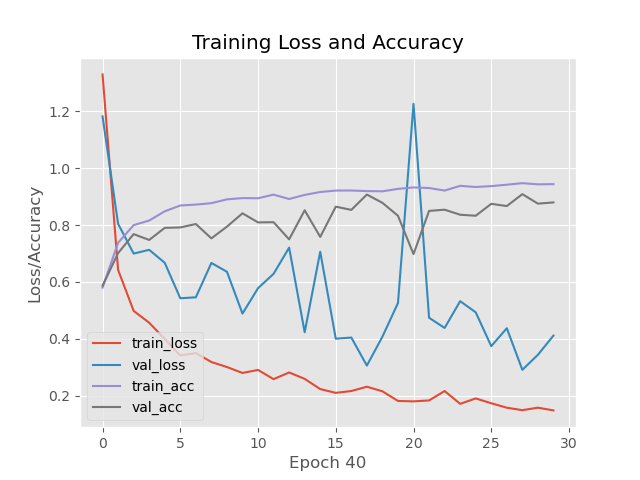 Training Loss and Accuracy
Loss/Accuracy
1.2
1.0
0.8
0.6
0.4
0.2
train_loss
val_loss
train_acc
val_acc
0 5 10 15 20 25 30
Epoch 40